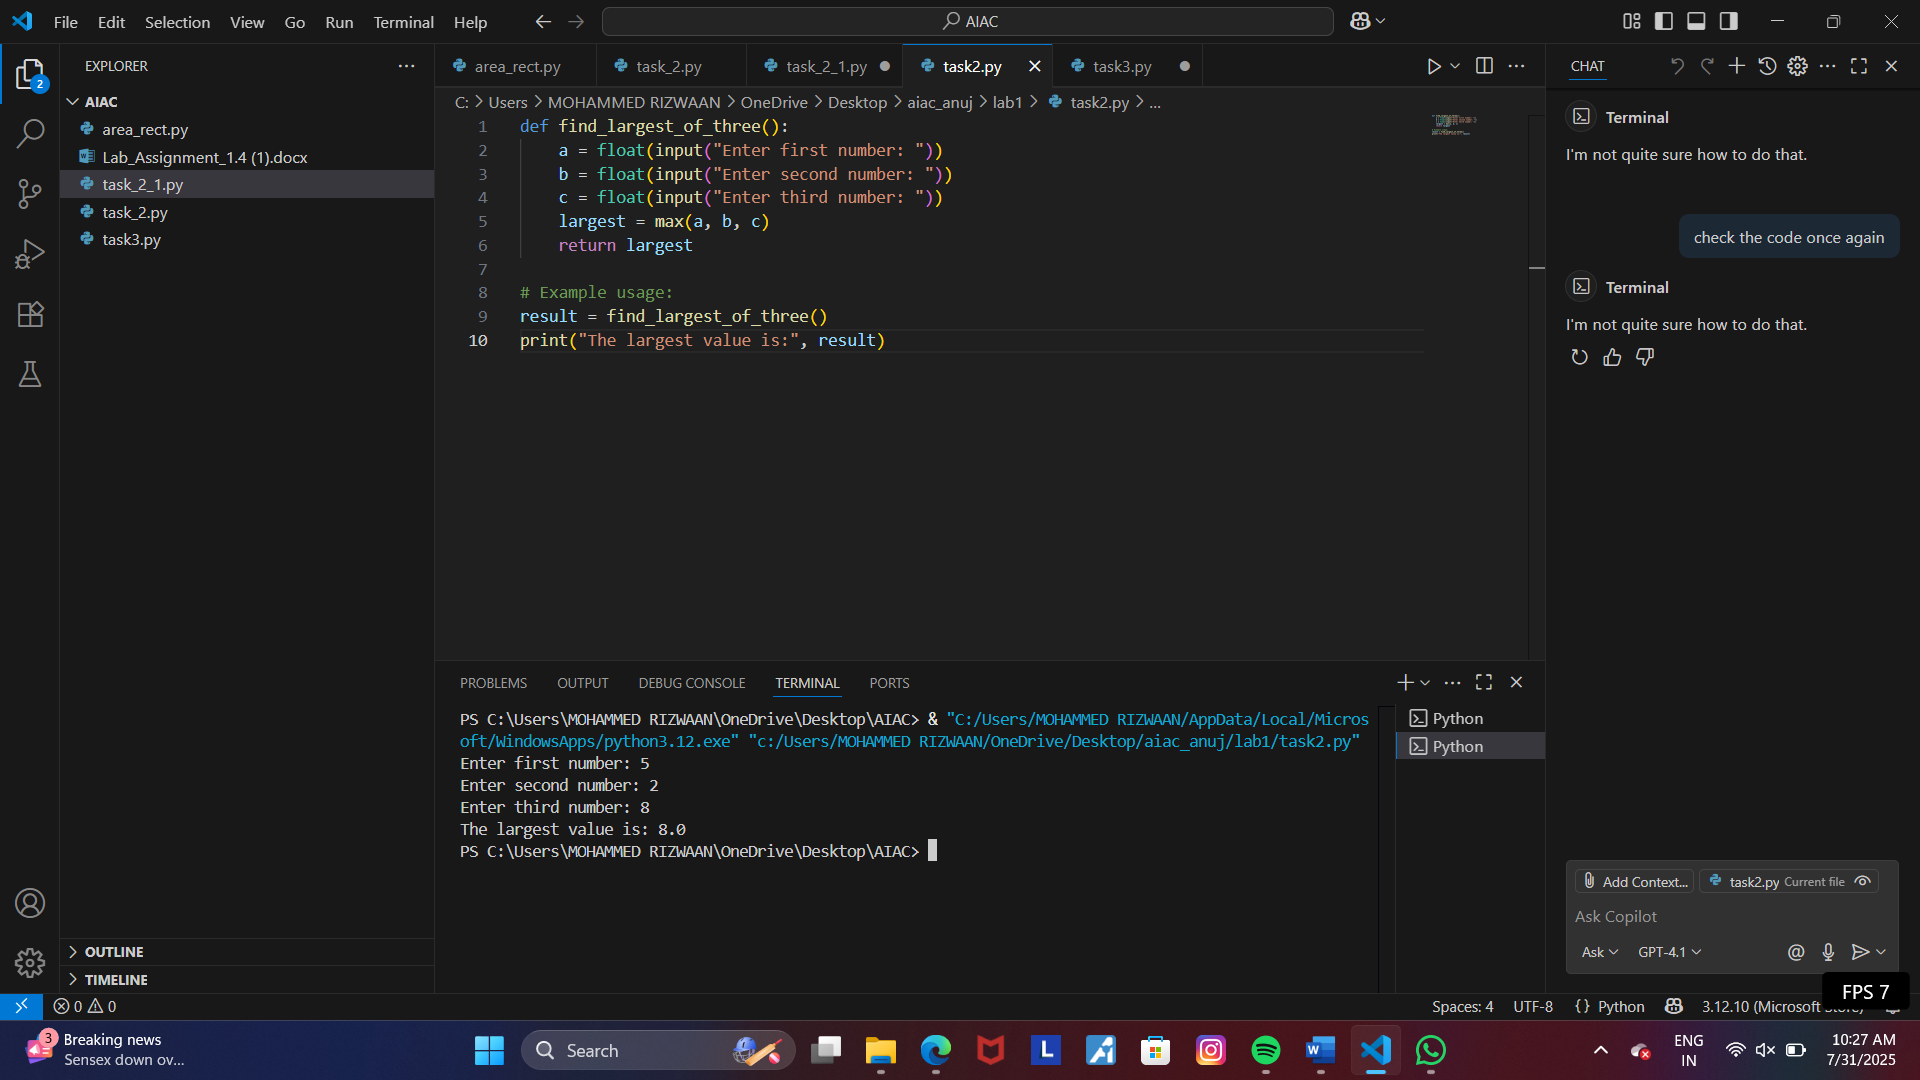 File Edit Selection View Go Run Terminal Help
AIAC
EXPLORER
2
AIAC
area_rect.py
Lab_Assignment_1.4 (1).docx
task_2_1.py
task_2.py
task3.py
OUTLINE
TIMELINE
area_rect.py task_2.py task_2_1.py task2.py task3.py
C: > Users > MOHAMMED RIZWAAN > OneDrive > Desktop > aiac_anuj > lab1 > task2.py > ...
1 def find_largest_of_three():
2 a = float(input("Enter first number: "))
3 b = float(input("Enter second number: "))
4 c = float(input("Enter third number: "))
5 largest = max(a, b, c)
6 return largest
7
8 # Example usage:
9 result = find_largest_of_three()
10 print("The largest value is:", result)
PROBLEMS OUTPUT DEBUG CONSOLE TERMINAL PORTS
PS C:\Users\MOHAMMED RIZWAAN\OneDrive\Desktop\AIAC> & "C:/Users/MOHAMMED RIZWAAN/AppData/Local/Micros
oft/WindowsApps/python3.12.exe" "c:/Users/MOHAMMED RIZWAAN/OneDrive/Desktop/aiac_anuj/lab1/task2.py"
Enter first number: 5
Enter second number: 2
Enter third number: 8
The largest value is: 8.0
PS C:\Users\MOHAMMED RIZWAAN\OneDrive\Desktop\AIAC>
Python
Python
CHAT
Terminal
I'm not quite sure how to do that.
check the code once again
Terminal
I'm not quite sure how to do that.
Add Context... task2.py Current file
Ask Copilot
Ask GPT-4.1
FPS 7
0 0
Spaces: 4 UTF-8 {} Python 3.12.10 (Microsoft
3
Breaking news
Sensex down ov...
Search
ENG
IN
10:27 AM
7/31/2025